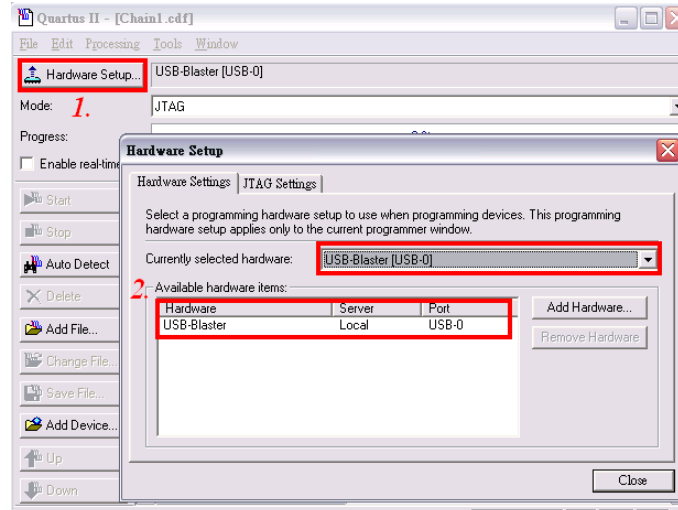 Quartus II - [Chain1.cdf]
File Edit Processing Tools Window
Hardware Setup... USB-Blaster [USB-0]
Mode: 1. JTAG
Progress:
Enable real-time
Start
Stop
Auto Detect
Delete
Add File...
Change File...
Save File...
Add Device...
Up
Down
Hardware Setup
Hardware Settings JTAG Settings
Select a programming hardware setup to use when programming devices. This programming
hardware setup applies only to the current programmer window.
Currently selected hardware: USB-Blaster [USB-0]
2. Available hardware items:
Hardware Server Port
USB-Blaster Local USB-0
Add Hardware...
Remove Hardware
Close